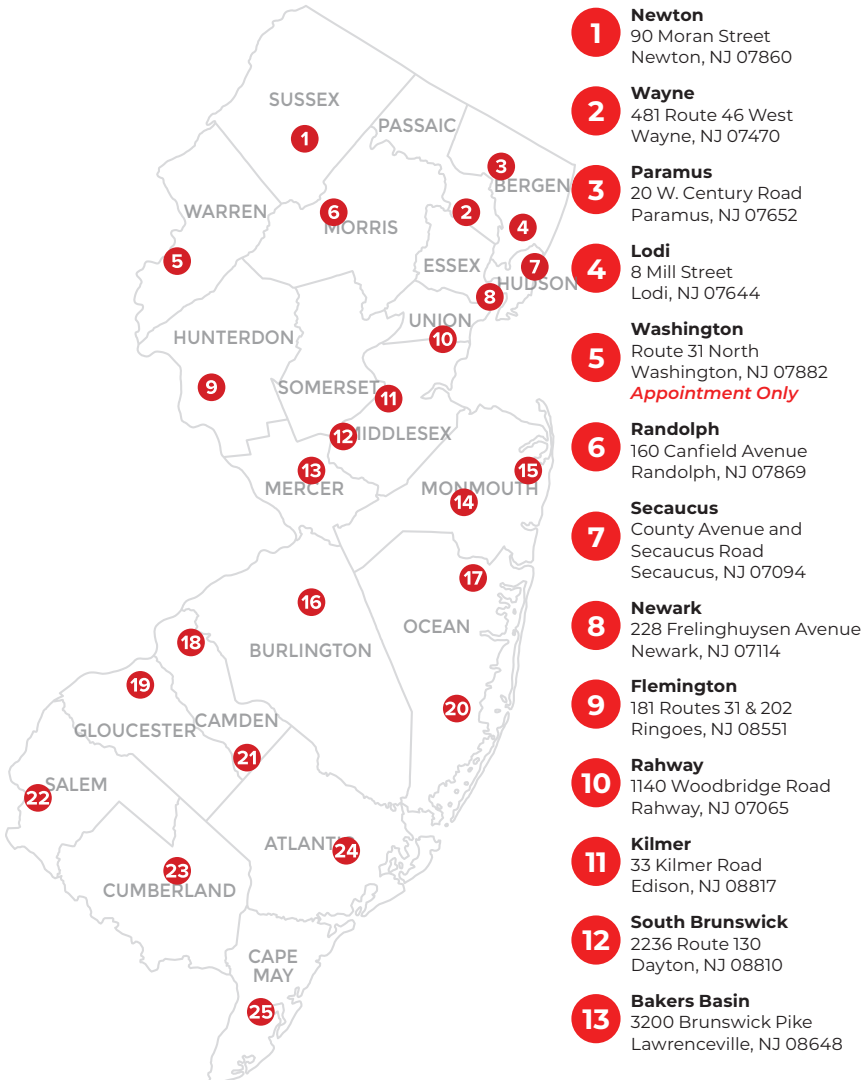 SUSSEX
PASSAIC
1
3
BERGEN
WARREN
6
2
MORRIS
4
5
ESSEX
7
HUDSON
8
UNION
HUNTERDON
10
9
SOMERSET
11
12
MIDDLESEX
13
MERCER
15
MONMOUTH
14
17
16
OCEAN
18
BURLINGTON
19
20
CAMDEN
GLOUCESTER
21
SALEM
22
ATLANTIC
24
23
CUMBERLAND
CAPE
MAY
25
1
Newton
90 Moran Street
Newton, NJ 07860
2
Wayne
481 Route 46 West
Wayne, NJ 07470
3
Paramus
20 W. Century Road
Paramus, NJ 07652
4
Lodi
8 Mill Street
Lodi, NJ 07644
5
Washington
Route 31 North
Washington, NJ 07882
Appointment Only
6
Randolph
160 Canfield Avenue
Randolph, NJ 07869
7
Secaucus
County Avenue and
Secaucus Road
Secaucus, NJ 07094
8
Newark
228 Frelinghuysen Avenue
Newark, NJ 07114
9
Flemington
181 Routes 31 & 202
Ringoes, NJ 08551
10
Rahway
1140 Woodbridge Road
Rahway, NJ 07065
11
Kilmer
33 Kilmer Road
Edison, NJ 08817
12
South Brunswick
2236 Route 130
Dayton, NJ 08810
13
Bakers Basin
3200 Brunswick Pike
Lawrenceville, NJ 08648